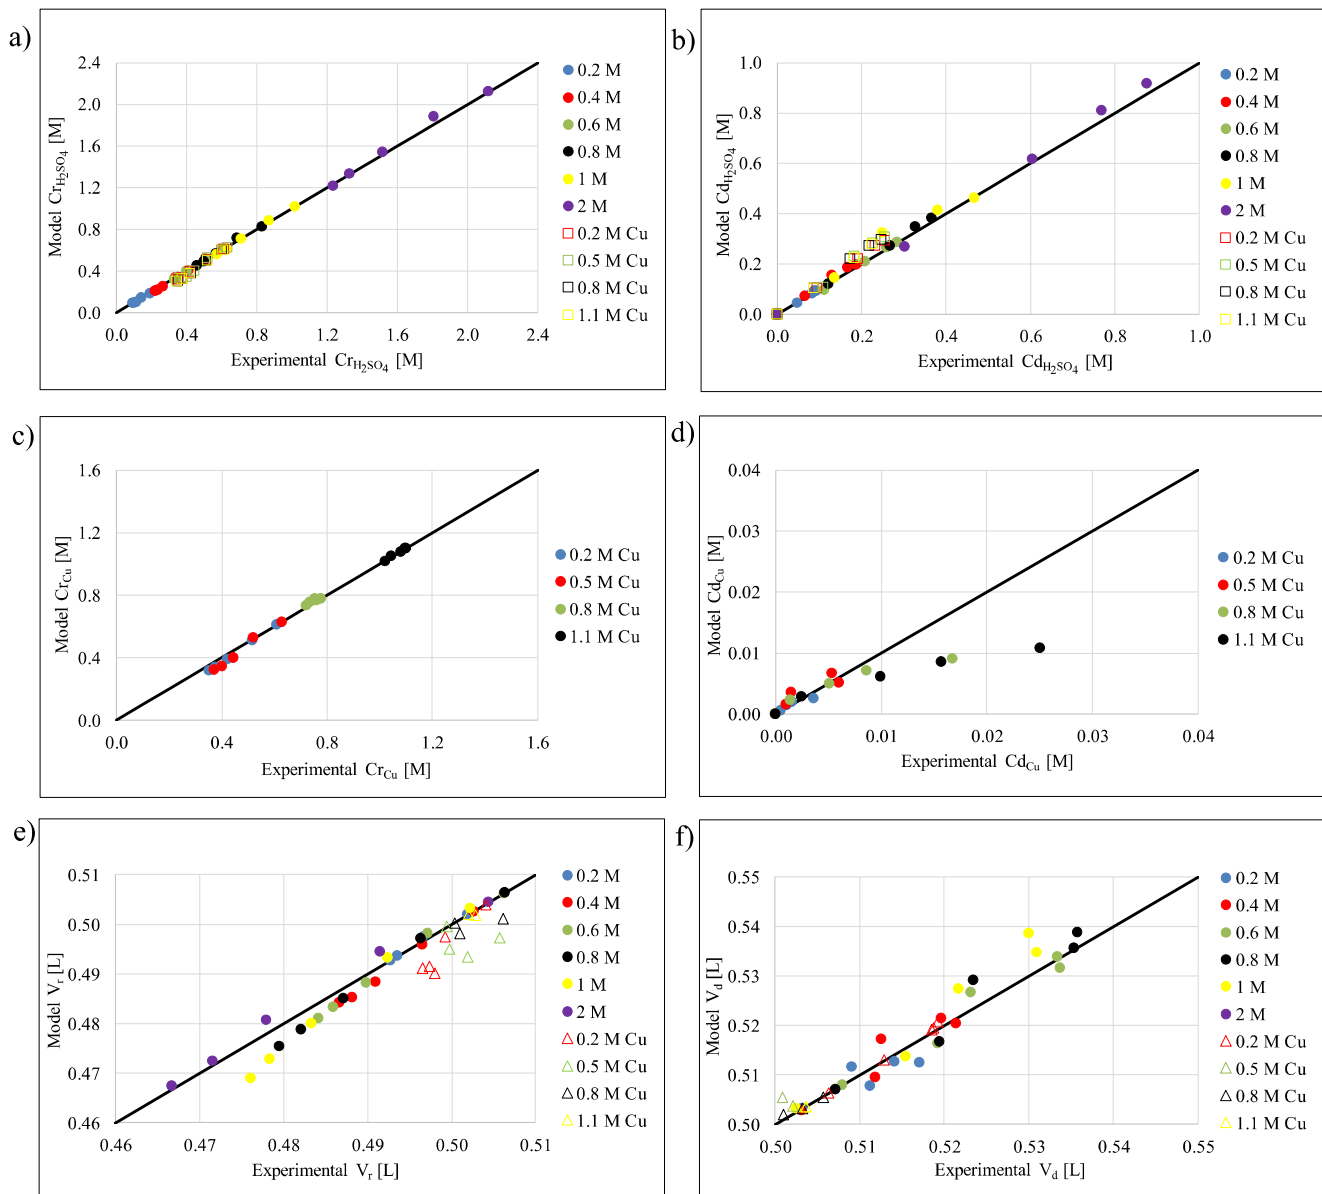 a)
2.4
2.0
1.6
1.2
0.8
0.4
0.0
0.0 0.4 0.8 1.2 1.6 2.0 2.4
Model Cr_H2SO4 [M]
Experimental Cr_H2SO4 [M]
0.2 M
0.4 M
0.6 M
0.8 M
1 M
2 M
0.2 M Cu
0.5 M Cu
0.8 M Cu
1.1 M Cu
b)
1.0
0.8
0.6
0.4
0.2
0.0
0.0 0.2 0.4 0.6 0.8 1.0
Model Cd_H2SO4 [M]
Experimental Cd_H2SO4 [M]
0.2 M
0.4 M
0.6 M
0.8 M
1 M
2 M
0.2 M Cu
0.5 M Cu
0.8 M Cu
1.1 M Cu
c)
1.6
1.2
0.8
0.4
0.0
0.0 0.4 0.8 1.2 1.6
Model Cr_Cu [M]
Experimental Cr_Cu [M]
0.2 M Cu
0.5 M Cu
0.8 M Cu
1.1 M Cu
d)
0.04
0.03
0.02
0.01
0.00
0.00 0.01 0.02 0.03 0.04
Model Cd_Cu [M]
Experimental Cd_Cu [M]
0.2 M Cu
0.5 M Cu
0.8 M Cu
1.1 M Cu
e)
0.51
0.50
0.49
0.48
0.47
0.46
0.46 0.47 0.48 0.49 0.50 0.51
Model V_r [L]
Experimental V_r [L]
0.2 M
0.4 M
0.6 M
0.8 M
1 M
2 M
0.2 M Cu
0.5 M Cu
0.8 M Cu
1.1 M Cu
f)
0.55
0.54
0.53
0.52
0.51
0.50
0.50 0.51 0.52 0.53 0.54 0.55
Model V_d [L]
Experimental V_d [L]
0.2 M
0.4 M
0.6 M
0.8 M
1 M
2 M
0.2 M Cu
0.5 M Cu
0.8 M Cu
1.1 M Cu